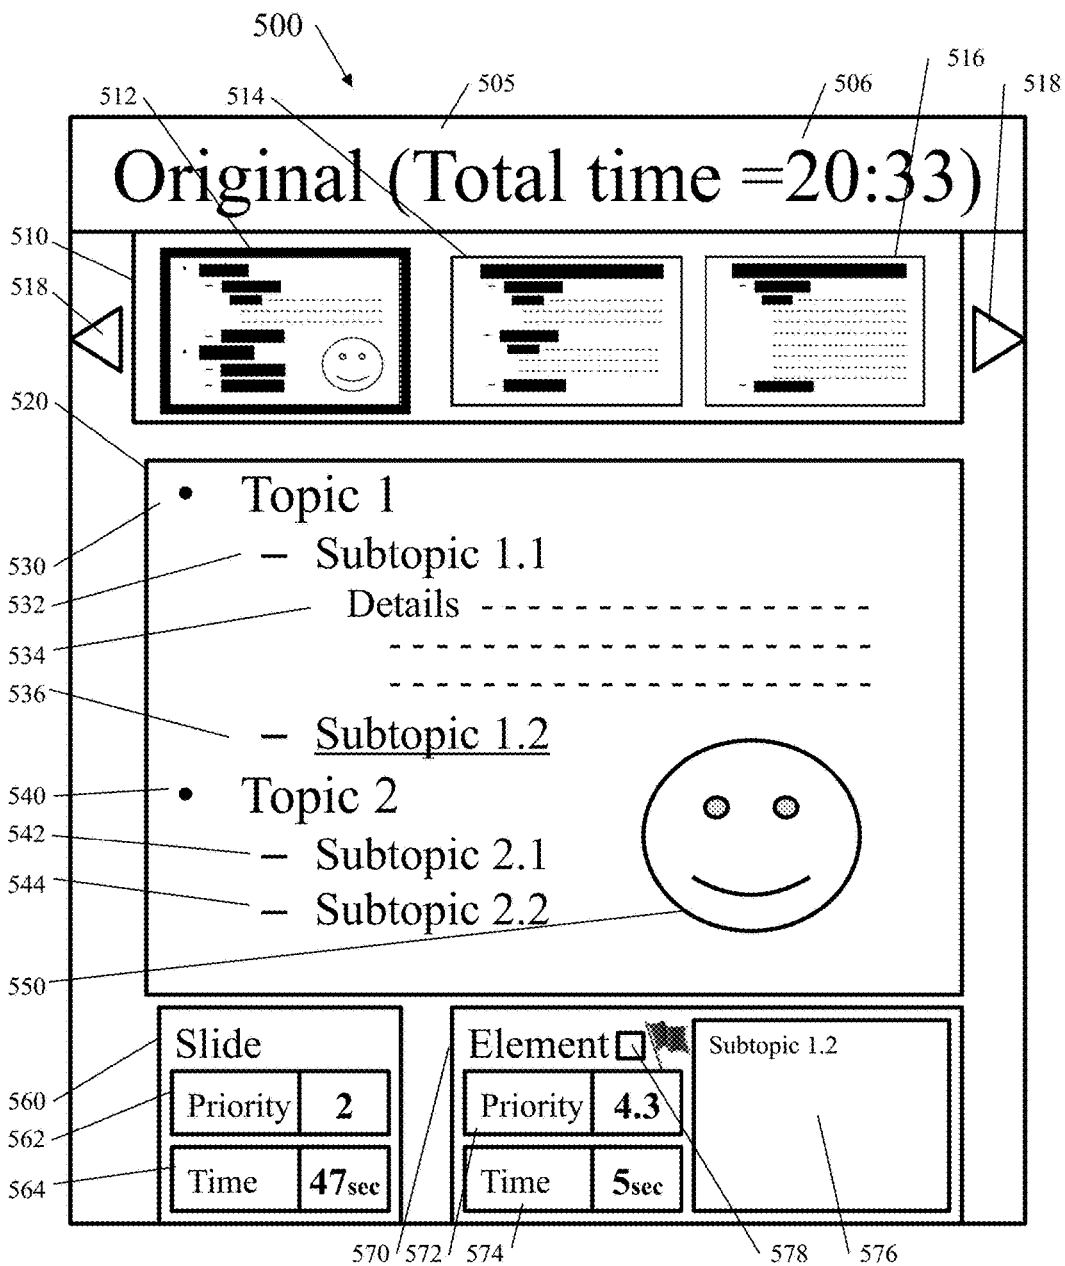 500
505
506
516
518
512
514
Original (Total time =20:33)
510
518
520
• Topic 1
– Subtopic 1.1
Details
– Subtopic 1.2
• Topic 2
– Subtopic 2.1
– Subtopic 2.2
530
532
534
536
540
542
544
550
Slide
Priority 2
Time 47sec
Element
Priority 4.3
Time 5sec
Subtopic 1.2
560
562
564
570
572
574
578
576